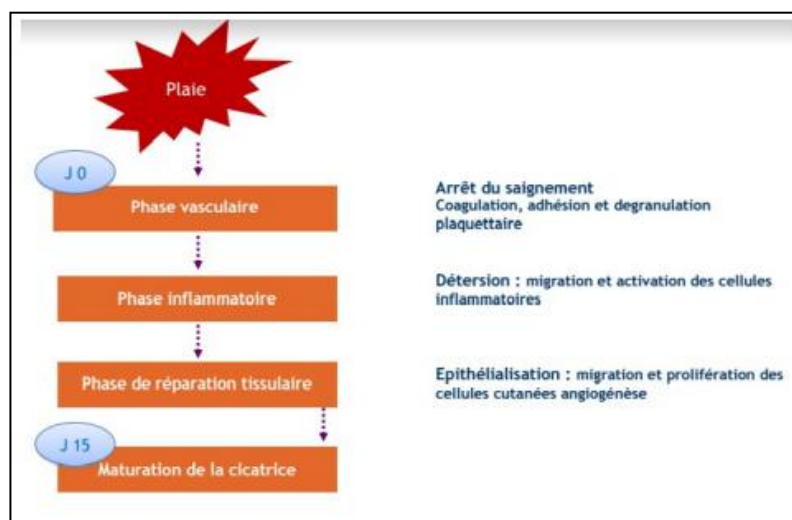 Plaie
J 0
Phase vasculaire
Arrêt du saignement
Coagulation, adhésion et degranulation
plaquettaire
Phase inflammatoire
Détersion : migration et activation des cellules
inflammatoires
Phase de réparation tissulaire
Epithélialisation : migration et prolifération des
cellules cutanées angiogénèse
J 15
Maturation de la cicatrice